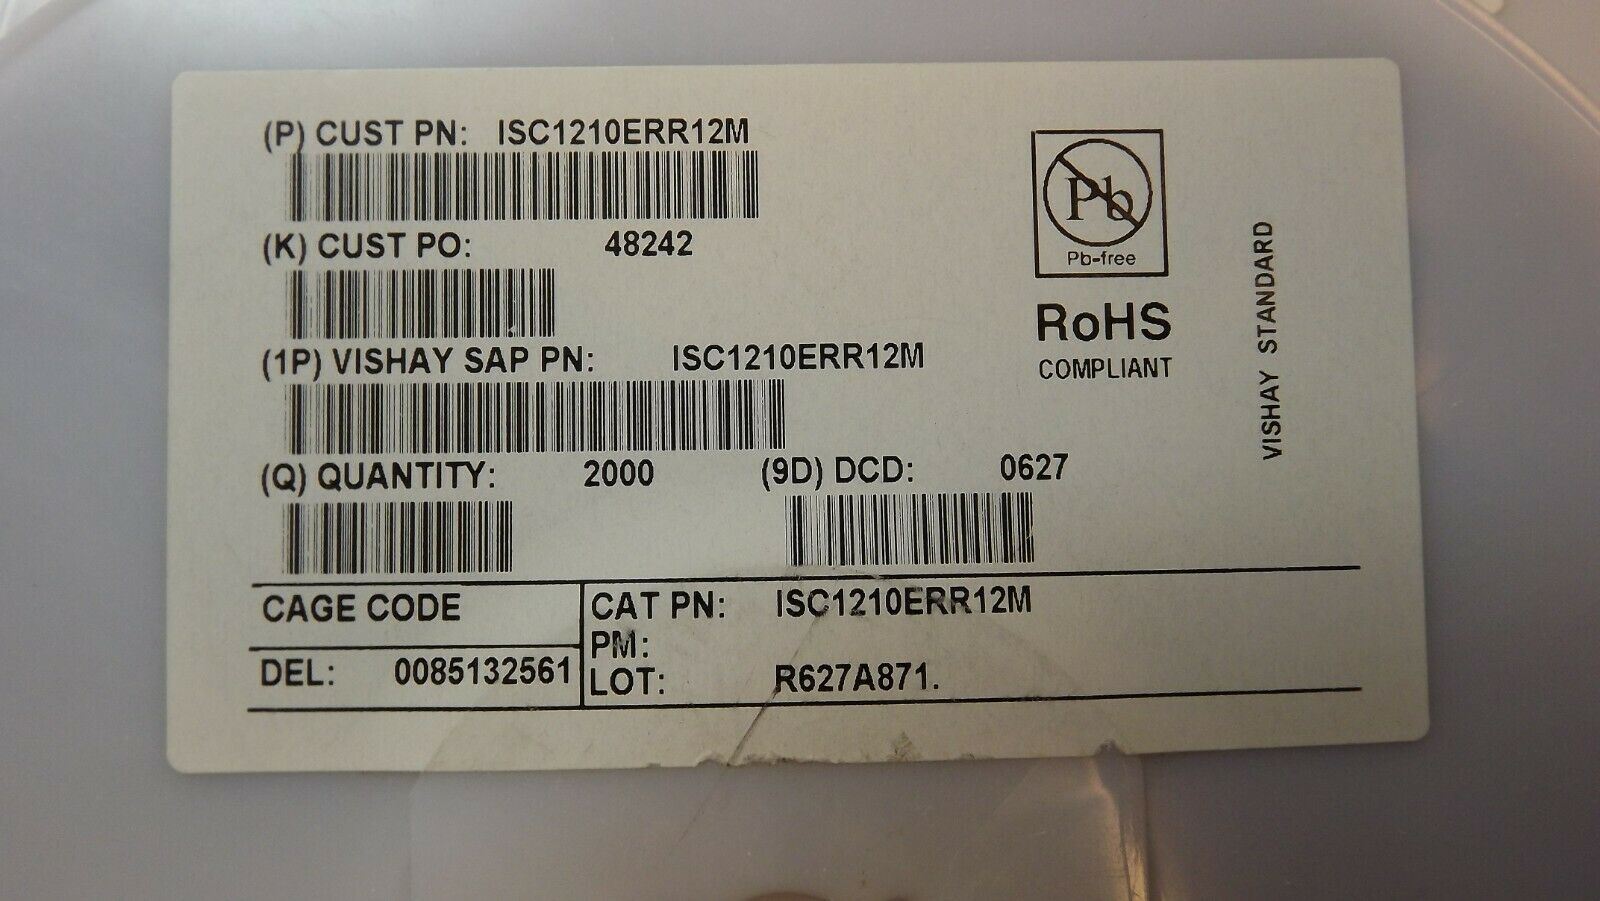 (P) CUST PN: ISC1210ERR12M
(K) CUST PO: 48242
(1P) VISHAY SAP PN: ISC1210ERR12M
(Q) QUANTITY: 2000 (9D) DCD: 0627
CAGE CODE
DEL: 0085132561
CAT PN: ISC1210ERR12M
PM:
LOT: R627A871.
Pb
Pb-free
RoHS
COMPLIANT
VISHAY STANDARD